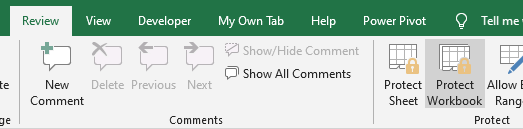 Review View Developer My Own Tab Help Power Pivot Tell me
New Comment
Delete Previous Next
Show/Hide Comment
Show All Comments
Protect Sheet
Protect Workbook
Allow
Comments
Protect